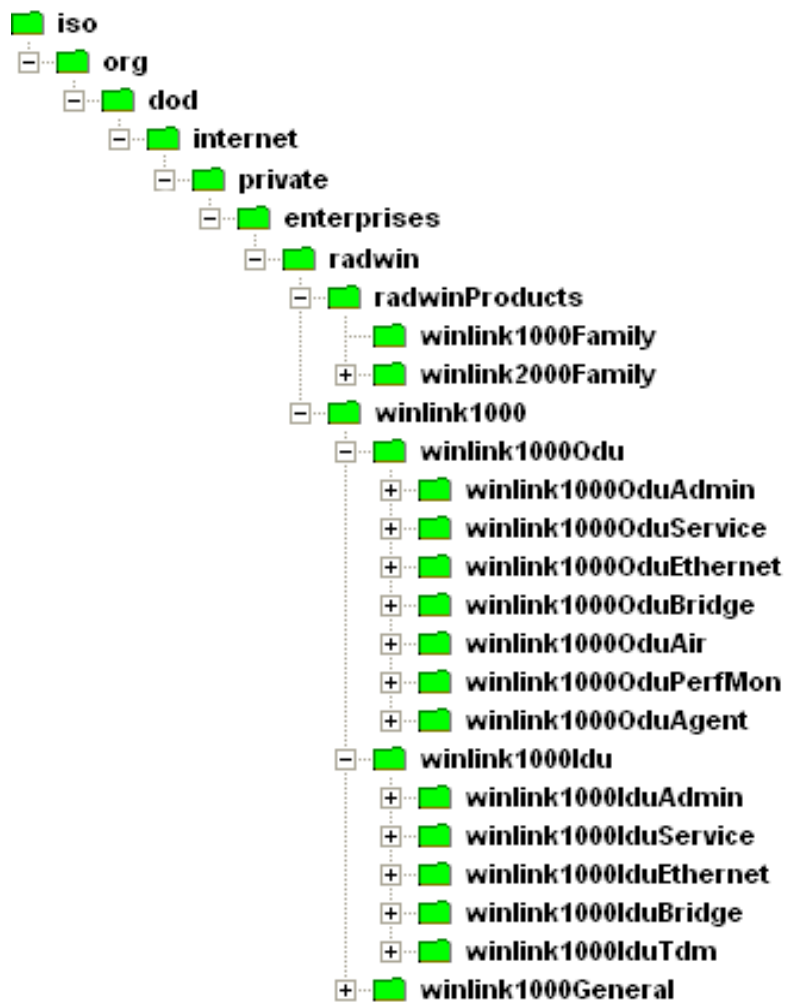 iso
org
dod
internet
private
enterprises
radwin
radwinProducts
winlink1000Family
winlink2000Family
winlink1000
winlink1000Odu
winlink1000OduAdmin
winlink1000OduService
winlink1000OduEthernet
winlink1000OduBridge
winlink1000OduAir
winlink1000OduPerfMon
winlink1000OduAgent
winlink1000Idu
winlink1000IduAdmin
winlink1000IduService
winlink1000IduEthernet
winlink1000IduBridge
winlink1000IduTdm
winlink1000General